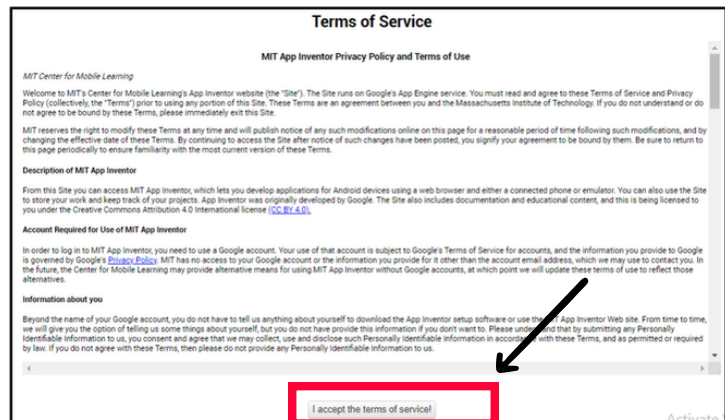 Terms of Service
MIT App Inventor Privacy Policy and Terms of Use
MIT Center for Mobile Learning
Welcome to MIT's Center for Mobile Learning's App Inventor website (the "Site"). The Site runs on Google's App Engine service. You must read and agree to these Terms of Service and Privacy
Policy (collectively, the "Terms") prior to using any portion of this Site. These Terms are an agreement between you and the Massachusetts Institute of Technology. If you do not understand or do
not agree to be bound by these Terms, please immediately exit this Site.
MIT reserves the right to modify these Terms at any time and will publish notice of any such modifications online on this page for a reasonable period of time following such modifications, and by
changing the effective date of these Terms. By continuing to access the Site after notice of such changes have been posted, you signify your agreement to be bound by them. Be sure to return to
this page periodically to ensure familiarity with the most current version of these Terms.
Description of MIT App Inventor
From this Site you can access MIT App Inventor, which lets you develop applications for Android devices using a web browser and either a connected phone or emulator. You can also use the Site
to store your work and keep track of your projects. App Inventor was originally developed by Google. The Site also includes documentation and educational content, and this is being licensed to
you under the Creative Commons Attribution 4.0 International license (CC BY 4.0).
Account Required for Use of MIT App Inventor
In order to log in to MIT App Inventor, you need to use a Google account. Your use of that account is subject to Google's Terms of Service for accounts, and the information you provide to Google
is governed by Google's Privacy Policy. MIT has no access to your Google account or the information you provide for it other than the account email address, which we may use to contact you. In
the future, the Center for Mobile Learning may provide alternative means for using MIT App Inventor without Google accounts, at which point we will update these terms of use to reflect those
alternatives.
Information about you
Beyond the name of your Google account, you do not have to tell us anything about yourself to download the App Inventor setup software or use the App Inventor Web site. From time to time,
we will give you the option of telling us some things about yourself, but you do not have provide this information if you don't want to. Please understand that by submitting any Personally
Identifiable Information to us, you consent and agree that we may collect, use and disclose such Personally Identifiable Information in accordance with these Terms, and as permitted or required
by law. If you do not agree with these Terms, then please do not provide any Personally Identifiable Information to us.
I accept the terms of service!
Activate